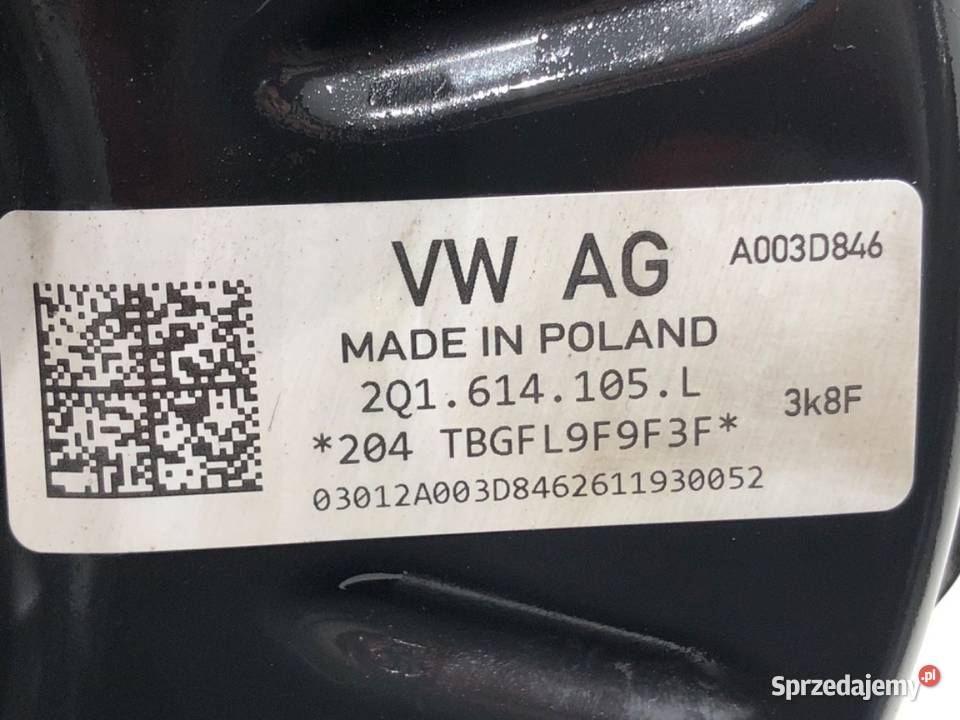 VW AG
A003D846
MADE IN POLAND
2Q1.614.105.L
3k8F
*204 TBGFL9F9F3F*
03012A003D8462611930052
Sprzedajemy.pl